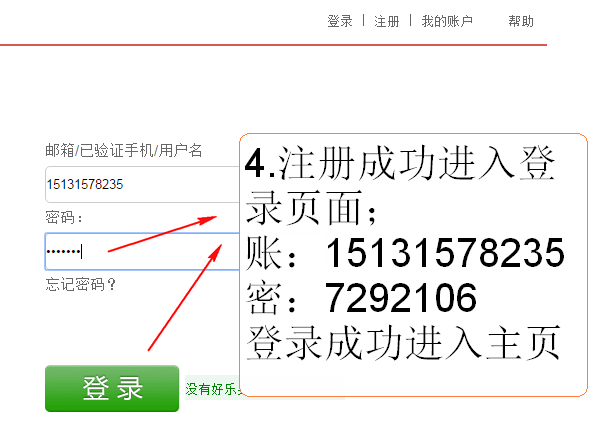 登录 | 注册 | 我的账户 帮助
邮箱/已验证手机/用户名
15131578235
密码：
•••••••
忘记密码？
登录
没有好乐
4.注册成功进入登
录页面；
账：15131578235
密：7292106
登录成功进入主页